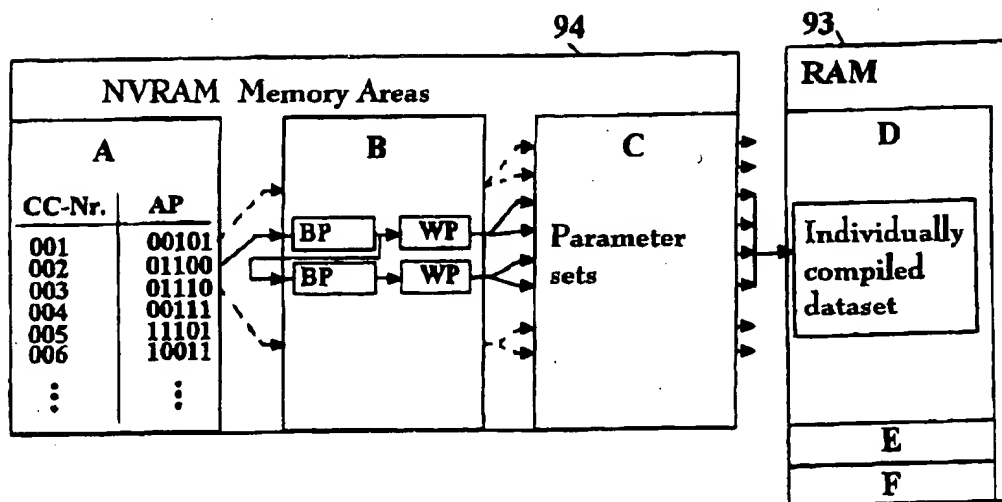 94
93
NVRAM Memory Areas
RAM
A
B
C
D
CC-Nr. AP
001 00101
002 01100
003 01110
004 00111
005 11101
006 10011
BP WP
BP WP
Parameter
sets
Individually
compiled
dataset
E
F